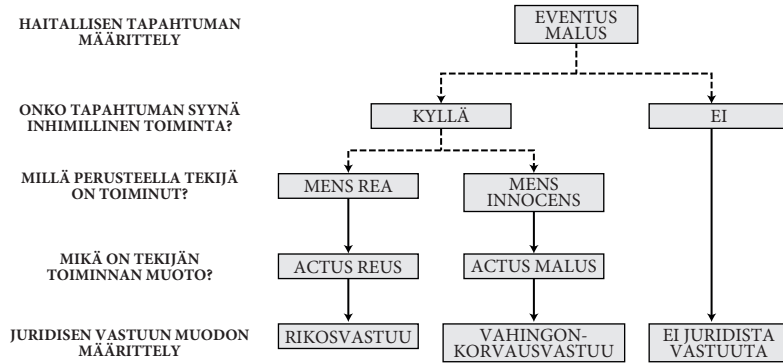 HAITALLISEN TAPAHTUMAN
MÄÄRITTELY
EVENTUS
MALUS
ONKO TAPAHTUMAN SYYNÄ
INHIMILLINEN TOIMINTA?
KYLLÄ
EI
MILLÄ PERUSTEELLA TEKIJÄ
ON TOIMINUT?
MENS REA
MENS
INNOCENS
MIKÄ ON TEKIJÄN
TOIMINNAN MUOTO?
ACTUS REUS
ACTUS MALUS
JURIDISEN VASTUUN MUODON
MÄÄRITTELY
RIKOSVASTUU
VAHINGON-
KORVAUSVASTUU
EI JURIDISTA
VASTUUTA